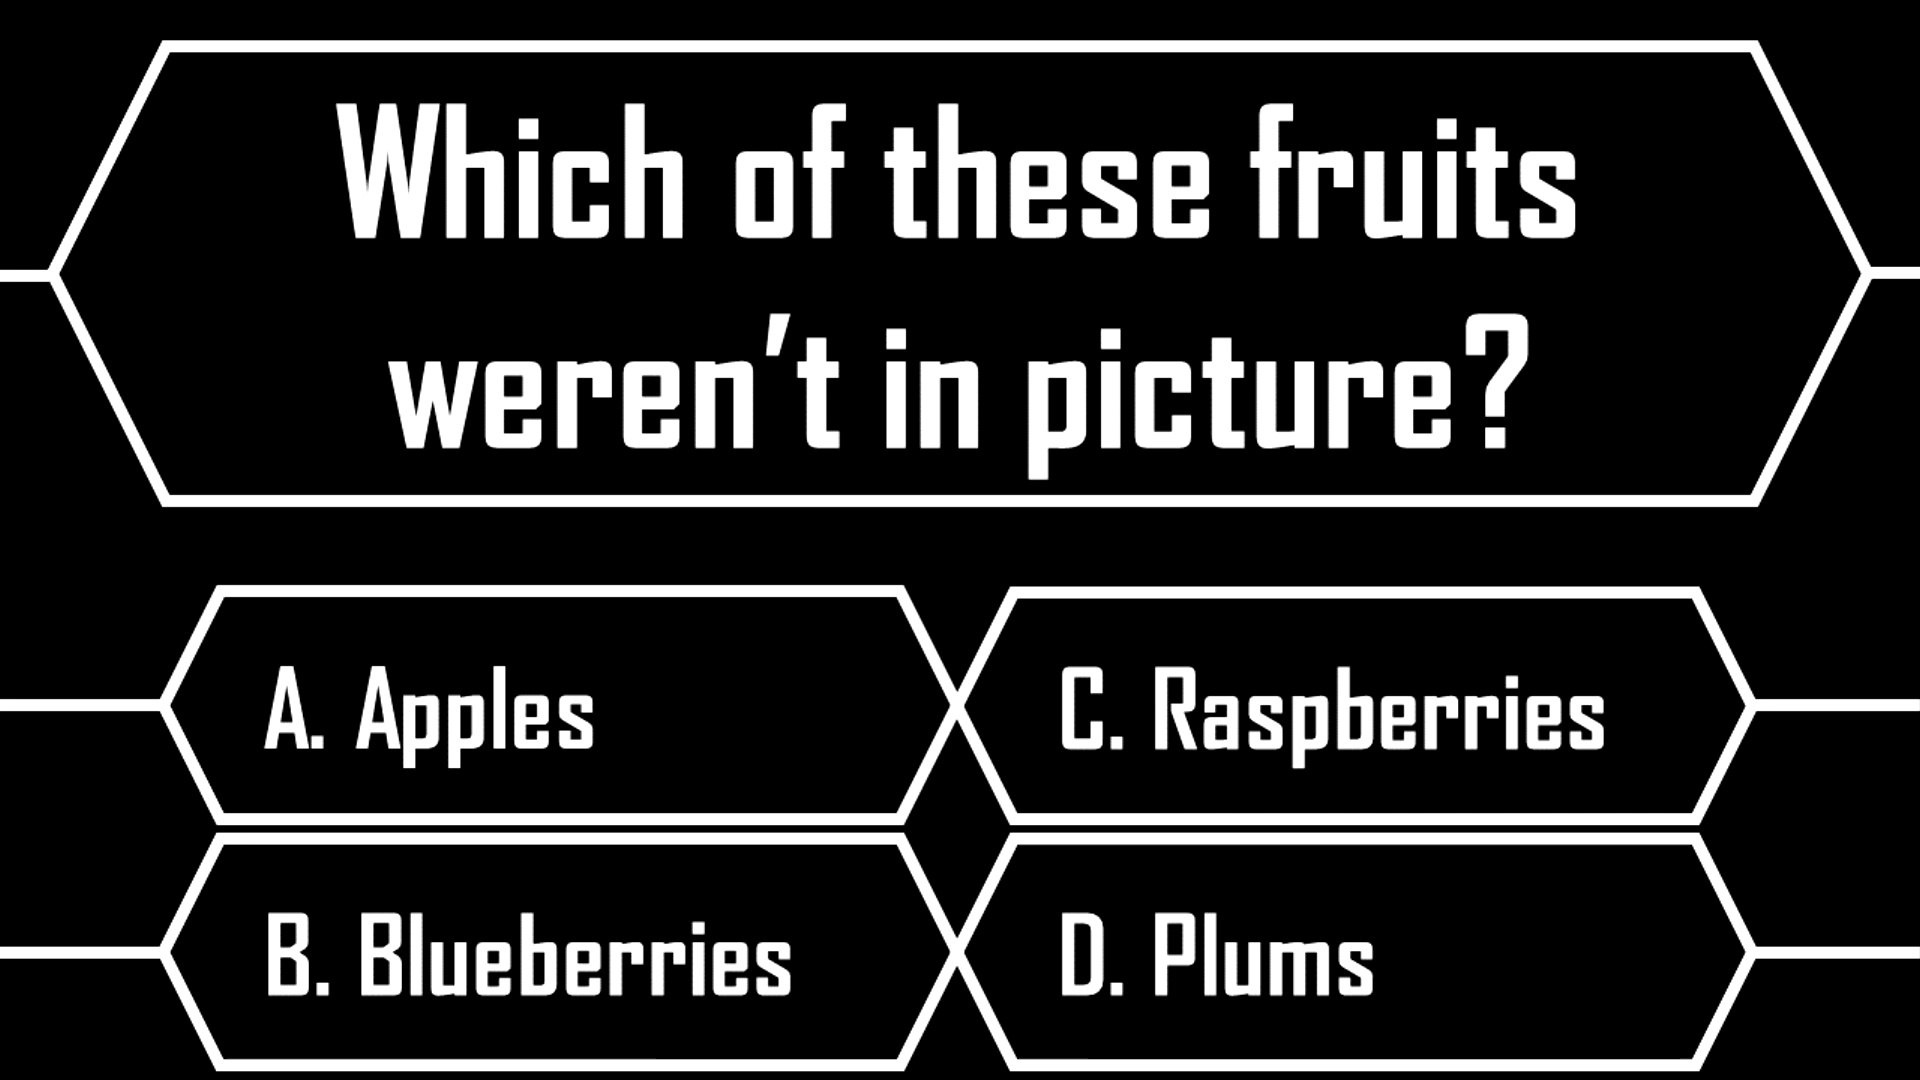 Which of these fruits
weren't in picture?
A. Apples
C. Raspberries
B. Blueberries
D. Plums